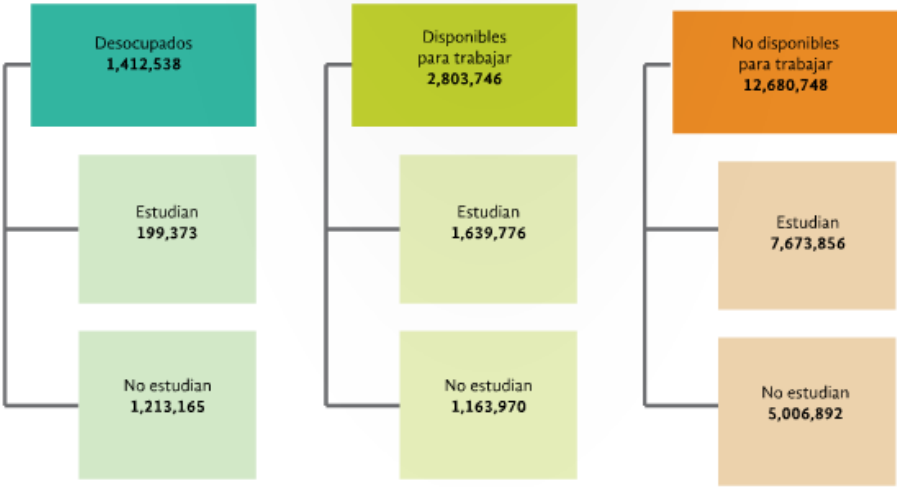 Desocupados
1,412,538
Estudian
199,373
No estudian
1,213,165
Disponibles
para trabajar
2,803,746
Estudian
1,639,776
No estudian
1,163,970
No disponibles
para trabajar
12,680,748
Estudian
7,673,856
No estudian
5,006,892